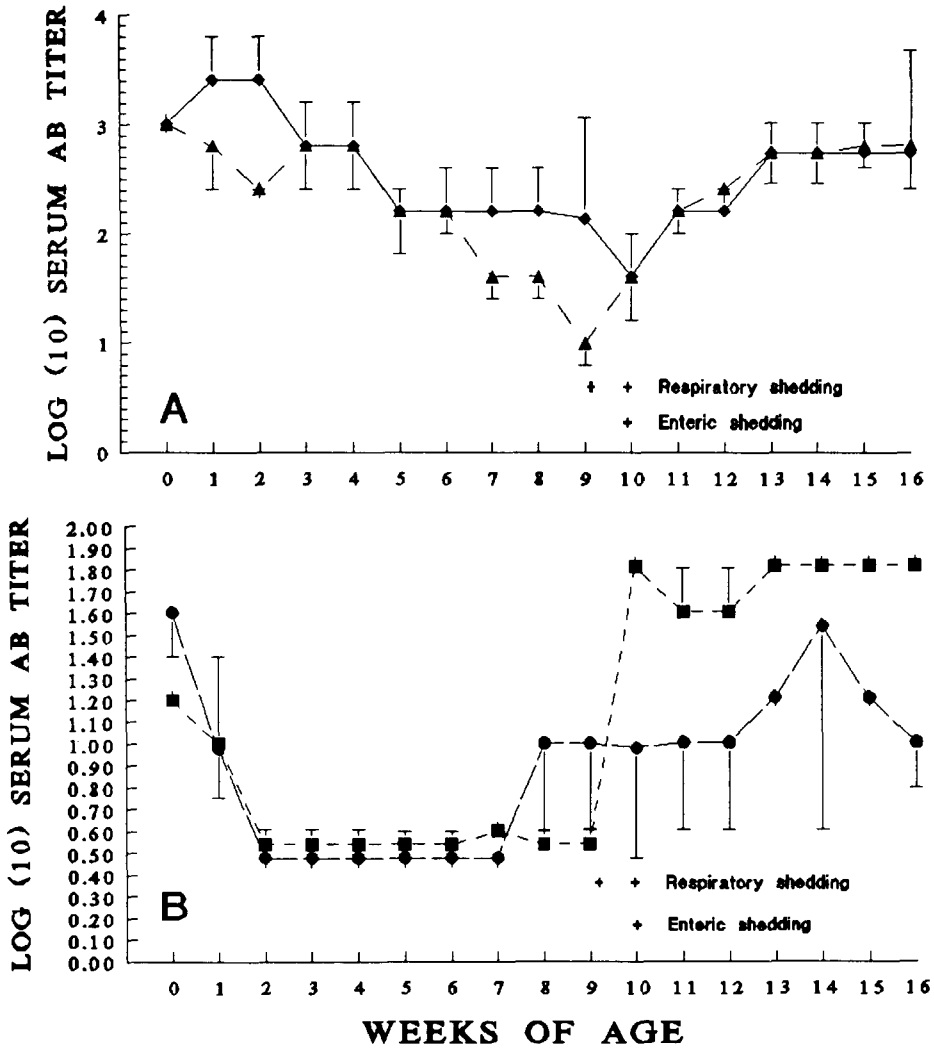 LOG (10) SERUM AB TITER
4
3
2
1
0
A
+ + Respiratory shedding
+ Enteric shedding
0 1 2 3 4 5 6 7 8 9 10 11 12 13 14 15 16
LOG (10) SERUM AB TITER
2.00
1.90
1.80
1.70
1.60
1.50
1.40
1.30
1.20
1.10
1.00
0.90
0.80
0.70
0.60
0.50
0.40
0.30
0.20
0.10
0.00
B
+ + Respiratory shedding
+ Enteric shedding
0 1 2 3 4 5 6 7 8 9 10 11 12 13 14 15 16
WEEKS OF AGE